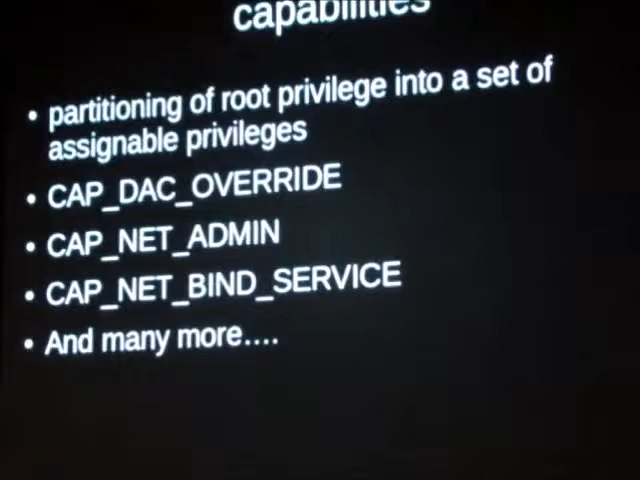 capabilities
• partitioning of root privilege into a set of
assignable privileges
• CAP_DAC_OVERRIDE
• CAP_NET_ADMIN
• CAP_NET_BIND_SERVICE
• And many more....